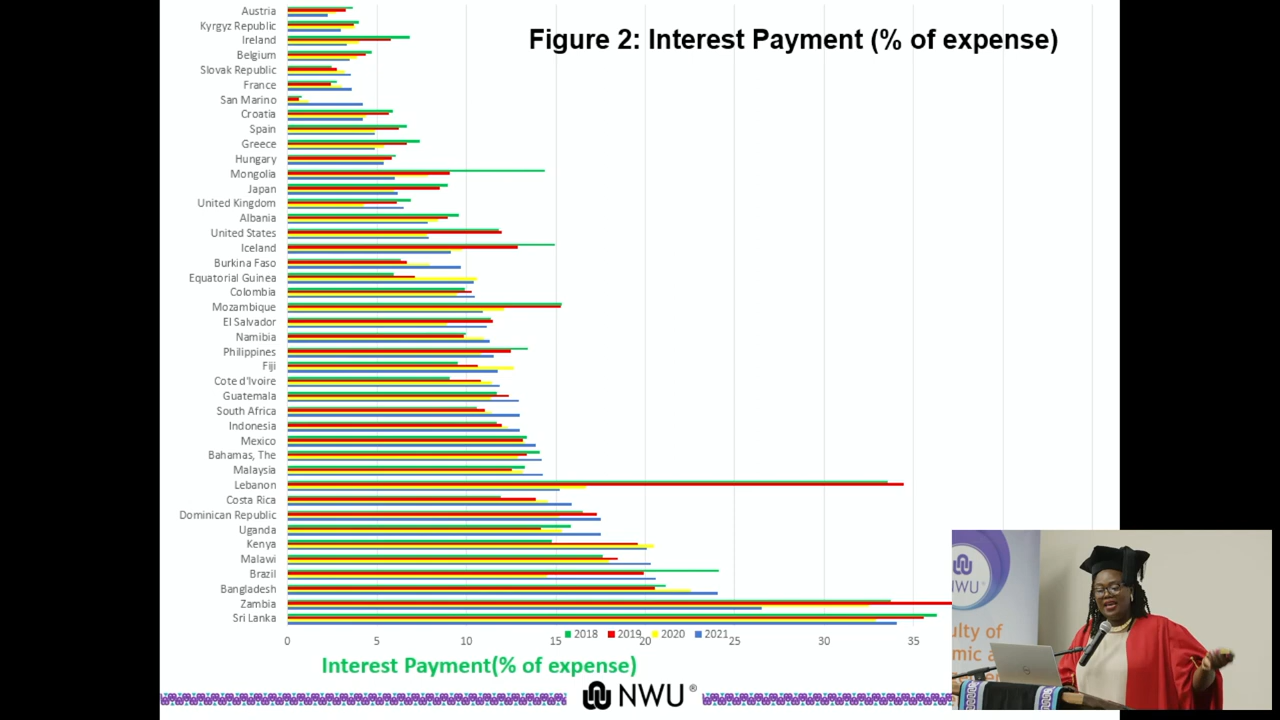 Figure 2: Interest Payment (% of expense)
Austria
Kyrgyz Republic
Ireland
Belgium
Slovak Republic
France
San Marino
Croatia
Spain
Greece
Hungary
Mongolia
Japan
United Kingdom
Albania
United States
Iceland
Burkina Faso
Equatorial Guinea
Colombia
Mozambique
El Salvador
Namibia
Philippines
Fiji
Cote d'Ivoire
Guatemala
South Africa
Indonesia
Mexico
Bahamas, The
Malaysia
Lebanon
Costa Rica
Dominican Republic
Uganda
Kenya
Malawi
Brazil
Bangladesh
Zambia
Sri Lanka
2018 2019 2020 2021
0 5 10 15 20 25 30 35
Interest Payment(% of expense)
NWU®
NWU®
ulty of
mic a